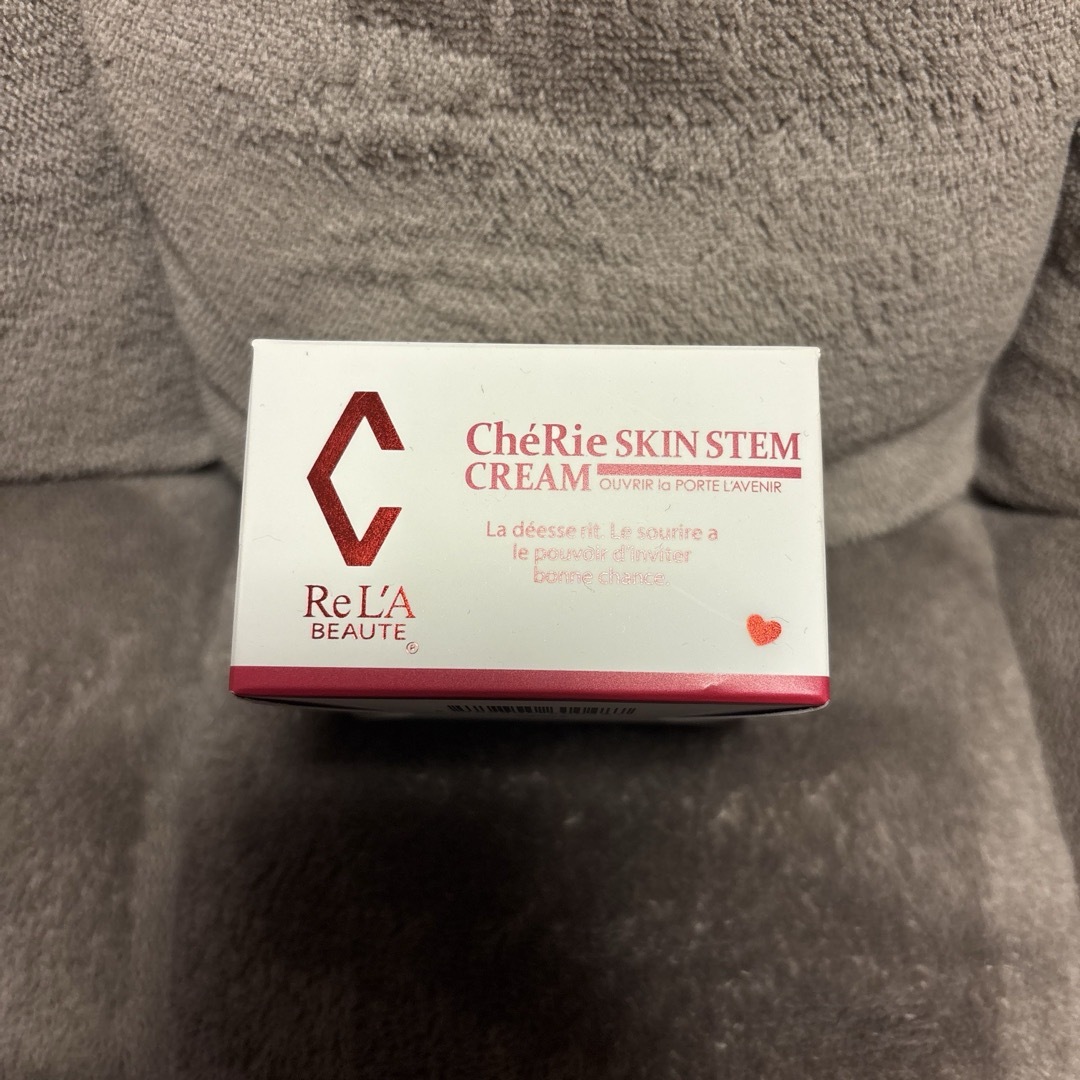 C
Re L'A
BEAUTE
®
ChéRie SKIN STEM
CREAM
OUVRIR la PORTE L'AVENIR
La déesse rit. Le sourire a
le pouvoir d'inviter
bonne chance.